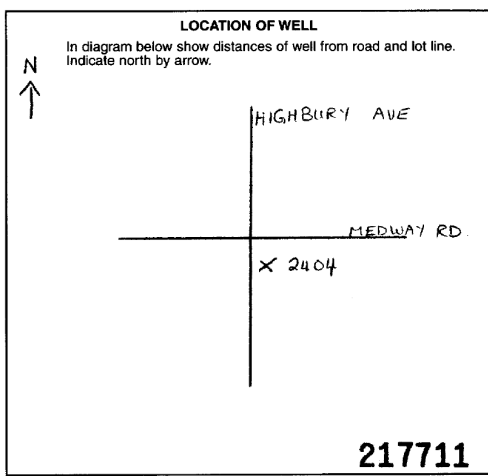 LOCATION OF WELL
In diagram below show distances of well from road and lot line.
Indicate north by arrow.
N
HIGHBURY AVE
MEDWAY RD.
X 2404
217711